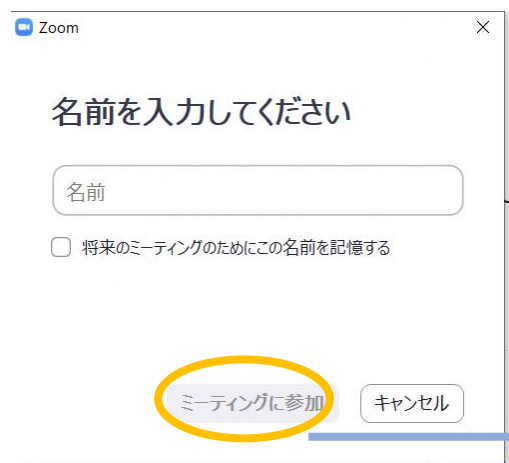 Zoom
名前を入力してください
名前
将来のミーティングのためにこの名前を記憶する
ミーティングに参加
キャンセル